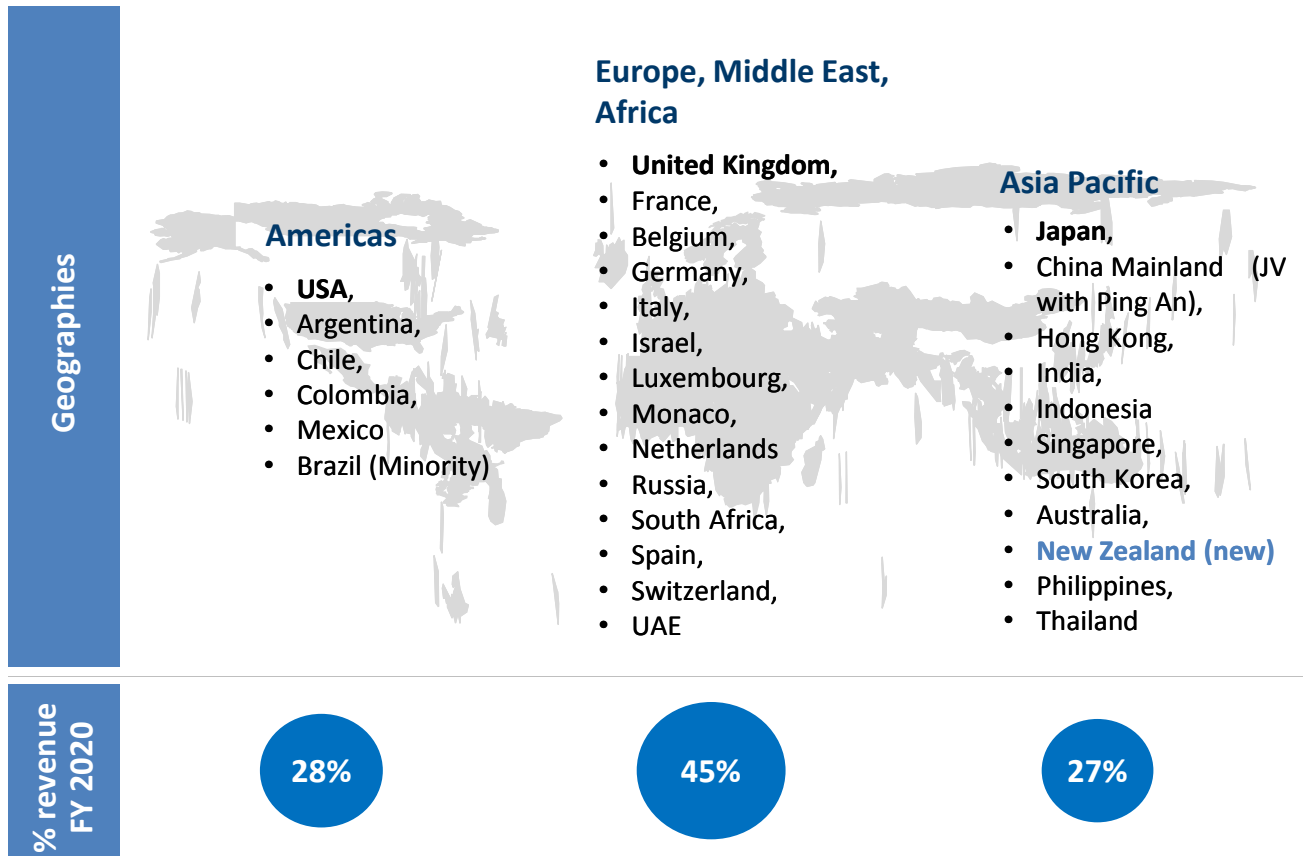 Geographies
Americas
• USA,
• Argentina,
• Chile,
• Colombia,
• Mexico
• Brazil (Minority)
Europe, Middle East,
Africa
• United Kingdom,
• France,
• Belgium,
• Germany,
• Italy,
• Israel,
• Luxembourg,
• Monaco,
• Netherlands
• Russia,
• South Africa,
• Spain,
• Switzerland,
• UAE
Asia Pacific
• Japan,
• China Mainland (JV
with Ping An),
• Hong Kong,
• India,
• Indonesia
• Singapore,
• South Korea,
• Australia,
• New Zealand (new)
• Philippines,
• Thailand
% revenue
FY 2020
28%
45%
27%